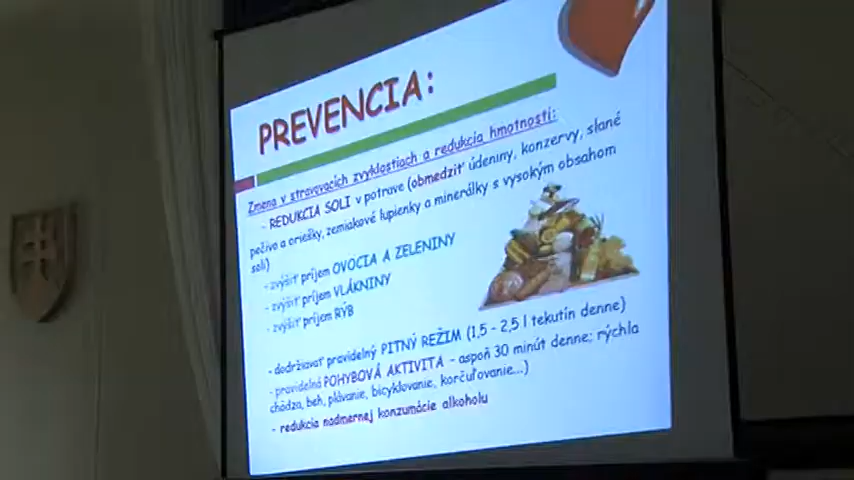 PREVENCIA:
Zmena v stravovacích zvyklostiach a redukcia hmotnosti:
- REDUKCIA SOLI v potrave (obmedziť údeniny, konzervy, slané
pečivo a oriešky, zemiakové lupienky a minerálky s vysokým obsahom
soli)
- zvýšiť príjem OVOCIA A ZELENINY
- zvýšiť príjem VLÁKNINY
- zvýšiť príjem RÝB
- dodržiavať pravidelný PITNÝ REŽIM (1,5 - 2,5 l tekutín denne)
- pravidelná POHYBOVÁ AKTIVITA - aspoň 30 minút denne; rýchla
chôdza, beh, plávanie, bicyklovanie, korčuľovanie...)
- redukcia nadmernej konzumácie alkoholu